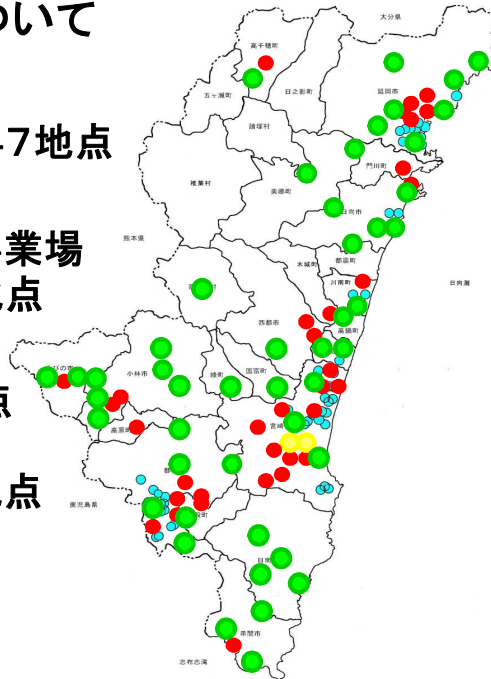 ついて
大分県
高千穂町
延岡市
五ヶ瀬町
日之影町
諸塚村
47地点
門川町
椎葉村
美郷町
日向市
熊本県
業場
木城町
都農町
日向灘
川南町
点
西都市
高鍋町
小林市
綾町
国富町
点
高原町
宮崎
点
鹿児島県
串間市
志布志湾